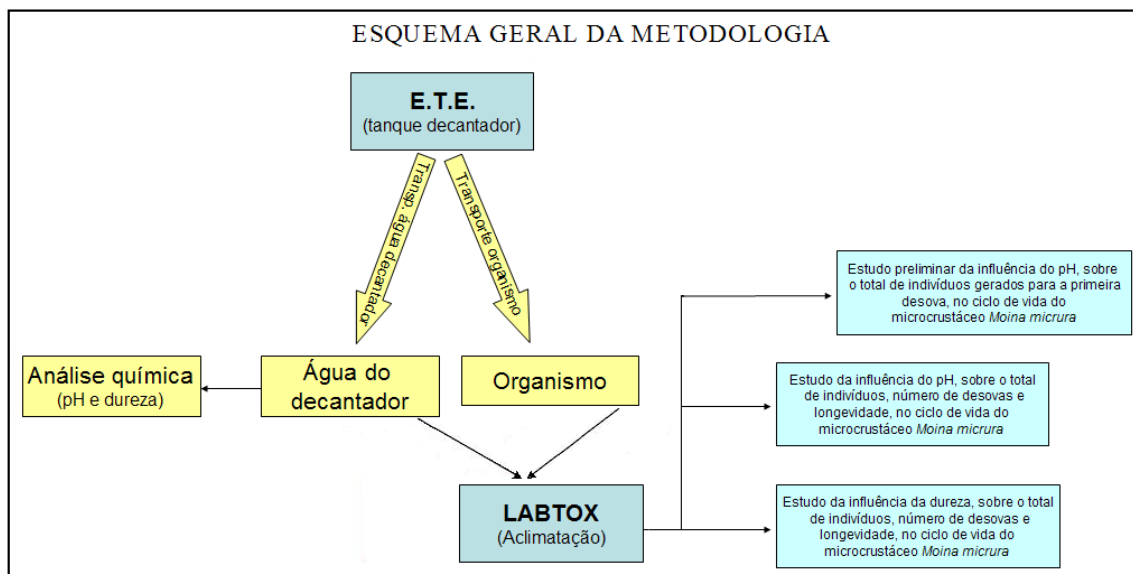 ESQUEMA GERAL DA METODOLOGIA
E.T.E.
(tanque decantador)
Transp. água decantador
Transporte organismo
Análise química
(pH e dureza)
Água do
decantador
Organismo
LABTOX
(Aclimatação)
Estudo preliminar da influência do pH, sobre
o total de indivíduos gerados para a primeira
desova, no ciclo de vida do
microcrustáceo Moina micrura
Estudo da influência do pH, sobre o total
de indivíduos, número de desovas e
longevidade, no ciclo de vida do
microcrustáceo Moina micrura
Estudo da influência da dureza, sobre o total
de indivíduos, número de desovas e
longevidade, no ciclo de vida do
microcrustáceo Moina micrura